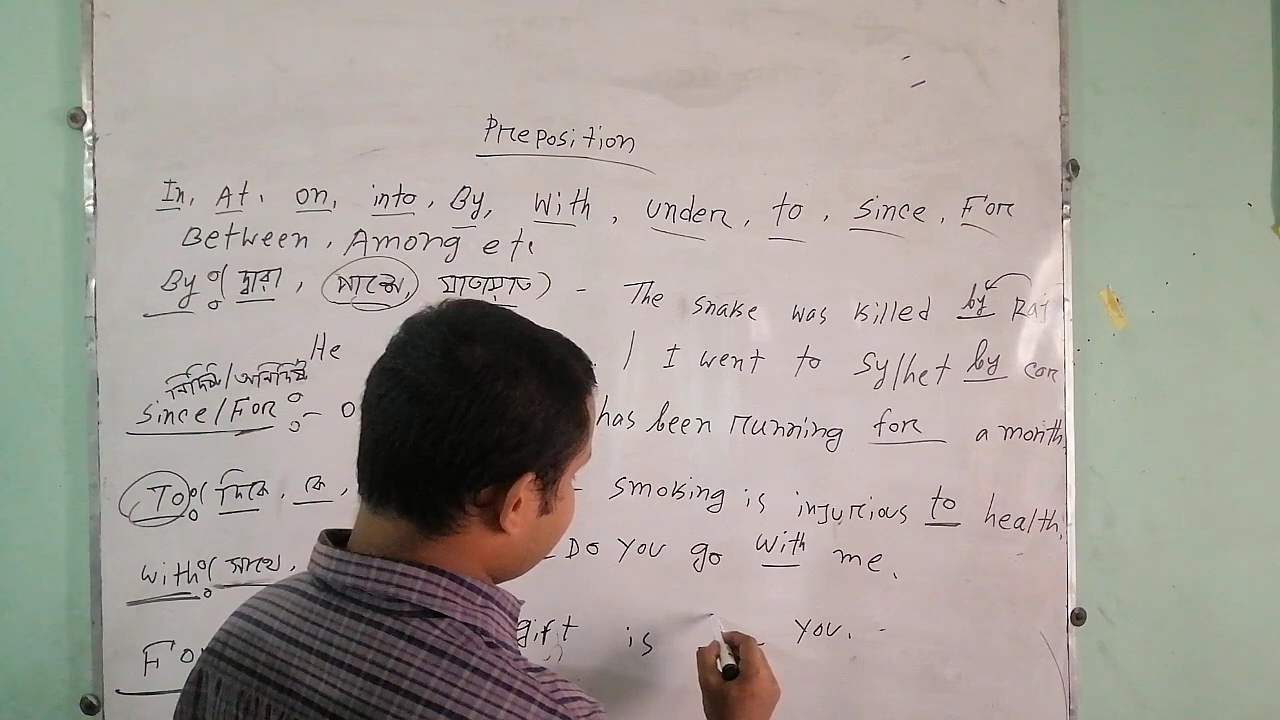 Preposition
In, At, on, into, By, With, under, to, since, For
Between, Among etc
By : ( দ্বারা, পাশে, যাতায়াত ) - The snake was killed by Raj
He / I went to Sylhet by car
নির্দিষ্ট/অনির্দিষ্ট
Since/For : - has been running for a month,
To : ( দিকে, কে, - smoking is injurious to health,
With : ( সাথে, - Do you go with me.
gift is you.